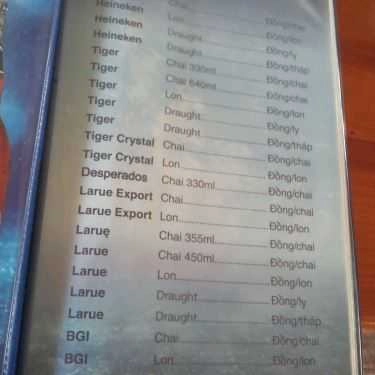 Chai Đồng/chai
Heineken Lon Đồng/lon
Heineken Draught Đồng/ly
Heineken Draught Đồng/tháp
Tiger Chai 330ml Đồng/chai
Tiger Chai 640ml Đồng/chai
Tiger Lon Đồng/lon
Tiger Draught Đồng/ly
Tiger Draught Đồng/tháp
Tiger Crystal Chai Đồng/chai
Tiger Crystal Lon Đồng/lon
Desperados Chai 330ml Đồng/chai
Larue Export Chai Đồng/chai
Larue Export Lon Đồng/lon
Larue Chai 355ml Đồng/chai
Larue Chai 450ml Đồng/chai
Larue Lon Đồng/lon
Larue Draught Đồng/ly
Larue Draught Đồng/tháp
BGI Chai Đồng/chai
BGI Lon Đồng/lon